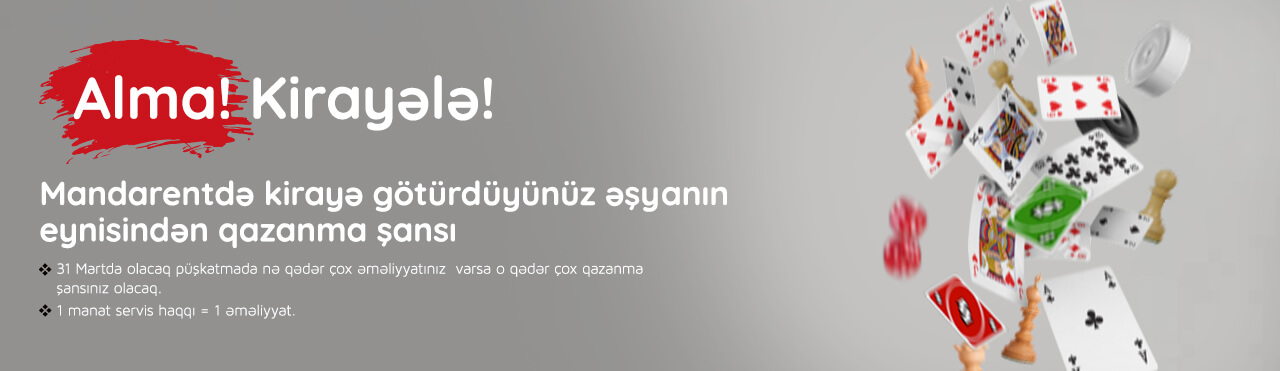 Alma! Kirayələ!
Mandarentdə kirayə götürdüyünüz əşyanın
eynisindən qazanma şansı
❖ 31 Martda olacaq püşkatmada nə qədər çox əməliyyatınız varsa o qədər çox qazanma
şansınız olacaq.
❖ 1 manat servis haqqı = 1 əməliyyat.